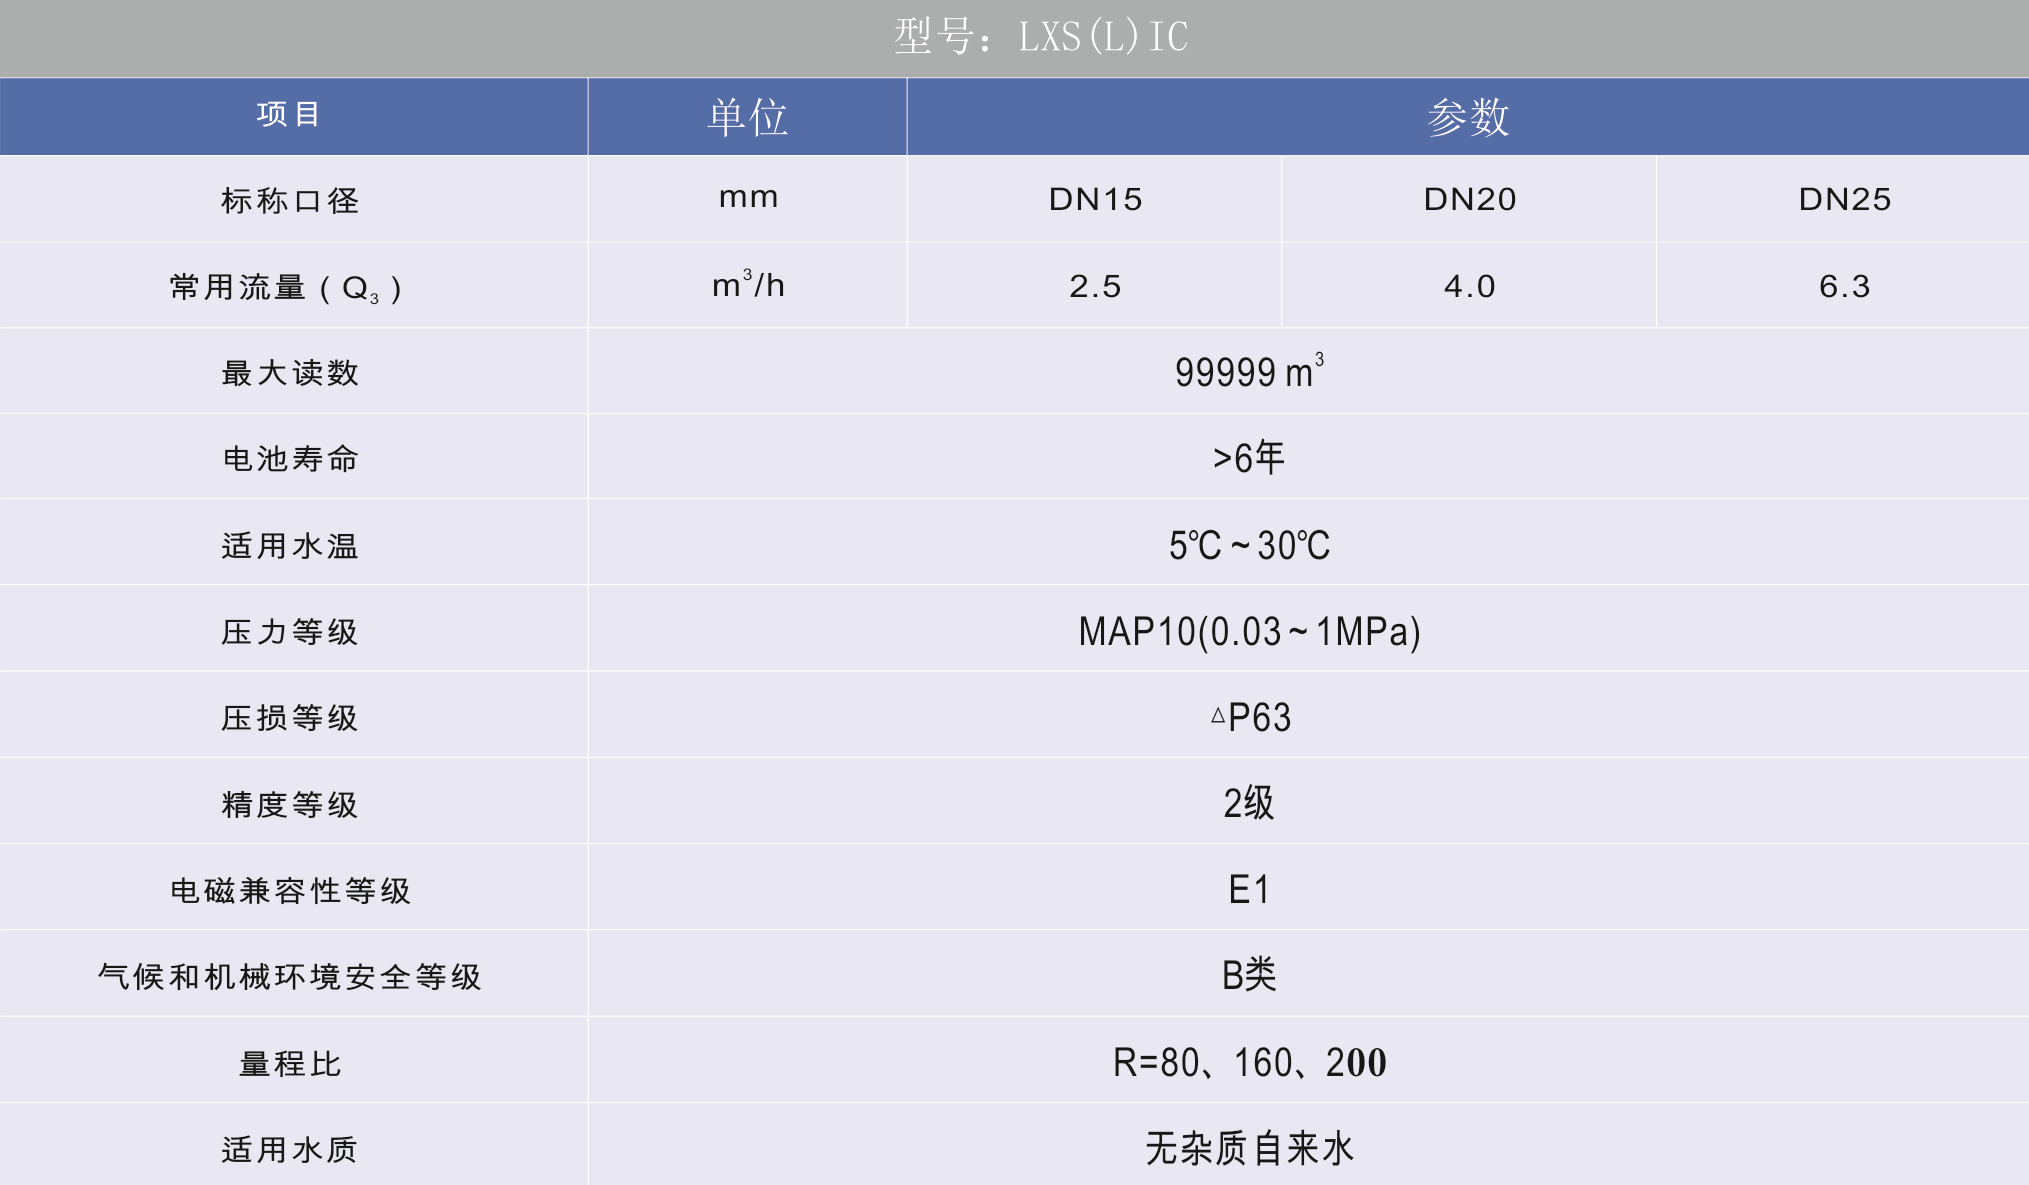 型号：LXS(L)IC
项目 单位 参数
标称口径 mm DN15 DN20 DN25
常用流量（Q₃） m³/h 2.5 4.0 6.3
最大读数 99999 m³
电池寿命 >6年
适用水温 5℃～30℃
压力等级 MAP10(0.03～1MPa)
压损等级 △P63
精度等级 2级
电磁兼容性等级 E1
气候和机械环境安全等级 B类
量程比 R=80、160、200
适用水质 无杂质自来水